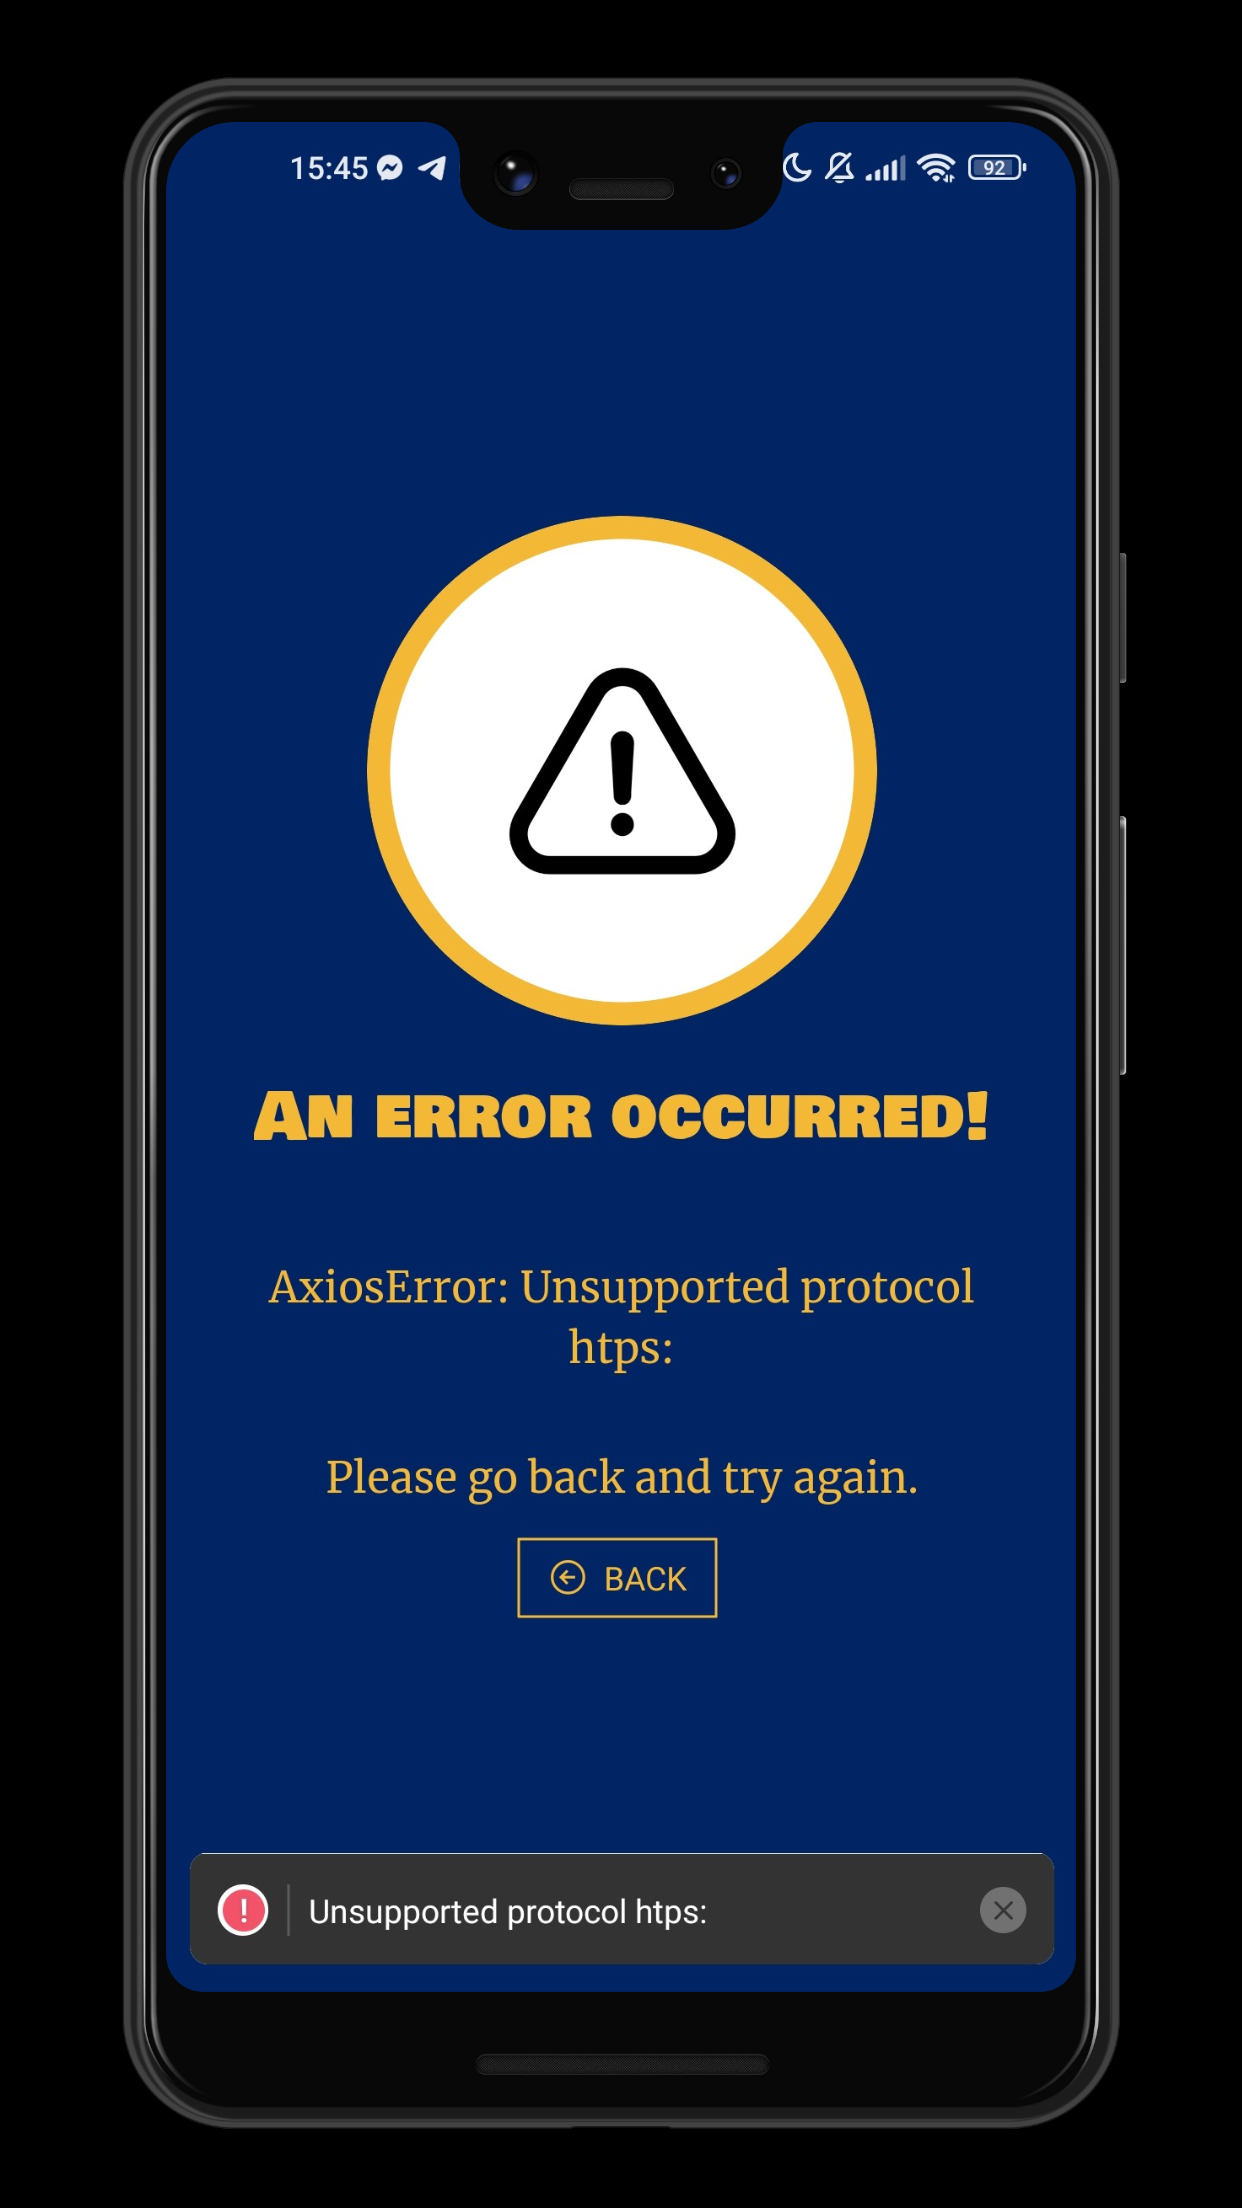 15:45
92
An error occurred!
AxiosError: Unsupported protocol
htps:
Please go back and try again.
BACK
Unsupported protocol htps: